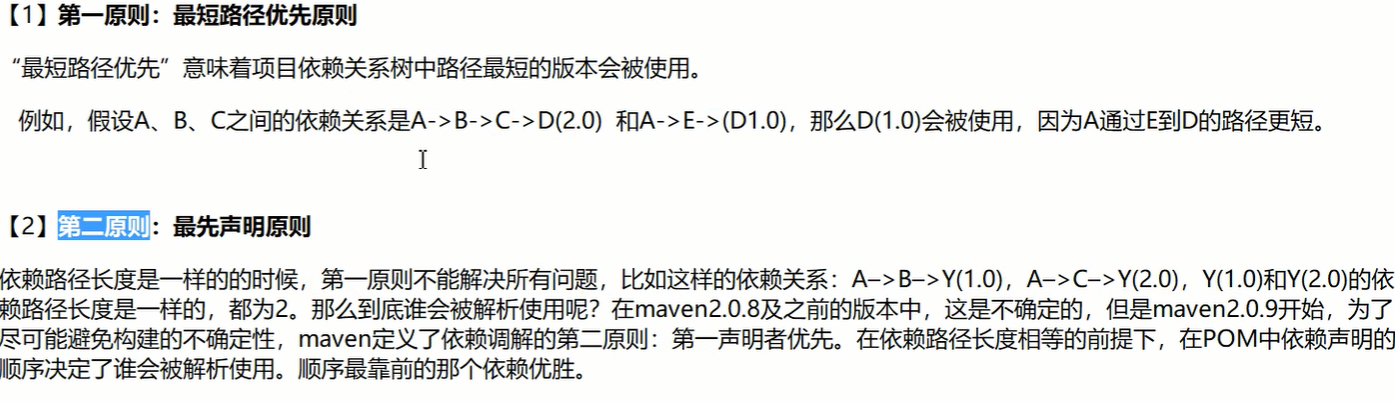 【1】第一原则：最短路径优先原则
“最短路径优先”意味着项目依赖关系树中路径最短的版本会被使用。
例如，假设A、B、C之间的依赖关系是A->B->C->D(2.0) 和A->E->(D1.0)，那么D(1.0)会被使用，因为A通过E到D的路径更短。
【2】第二原则：最先声明原则
依赖路径长度是一样的的时候，第一原则不能解决所有问题，比如这样的依赖关系：A–>B–>Y(1.0)，A–>C–>Y(2.0)，Y(1.0)和Y(2.0)的依
赖路径长度是一样的，都为2。那么到底谁会被解析使用呢？在maven2.0.8及之前的版本中，这是不确定的，但是maven2.0.9开始，为了
尽可能避免构建的不确定性，maven定义了依赖调解的第二原则：第一声明者优先。在依赖路径长度相等的前提下，在POM中依赖声明的
顺序决定了谁会被解析使用。顺序最靠前的那个依赖优胜。